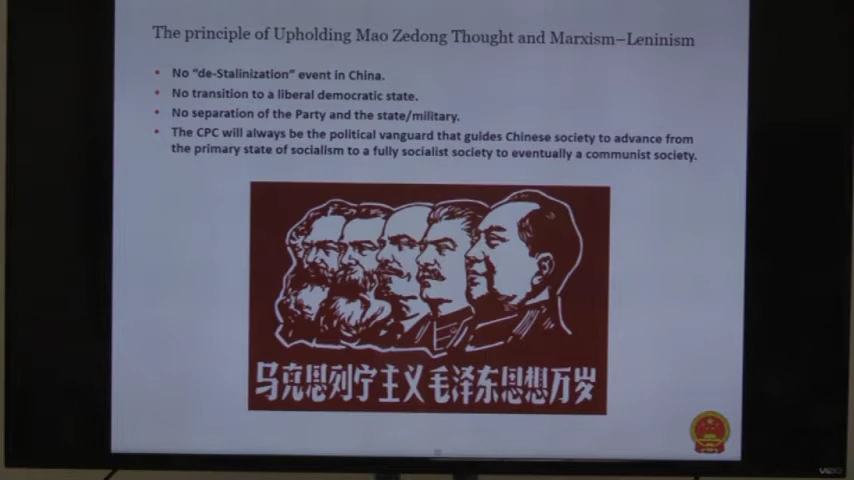 The principle of Upholding Mao Zedong Thought and Marxism–Leninism
• No “de-Stalinization” event in China.
• No transition to a liberal democratic state.
• No separation of the Party and the state/military.
• The CPC will always be the political vanguard that guides Chinese society to advance from
the primary state of socialism to a fully socialist society to eventually a communist society.
马克思列宁主义毛泽东思想万岁
VIZIO